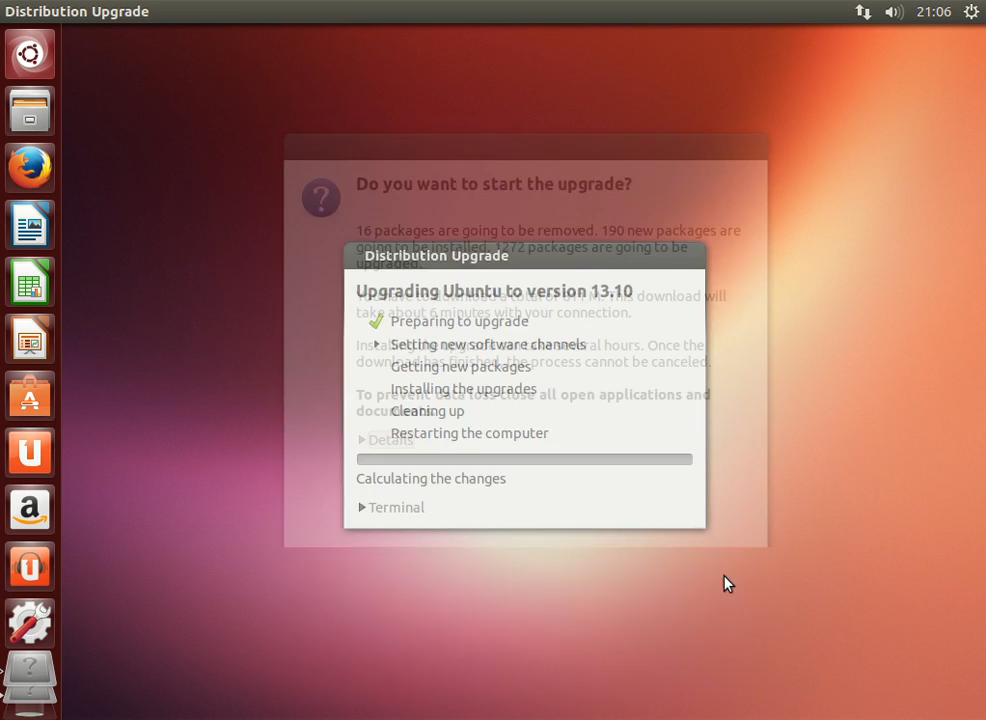 Distribution Upgrade
21:06
Do you want to start the upgrade?
16 packages are going to be removed. 190 new packages are
going to be installed. 1272 packages are going to be
upgraded.
Distribution Upgrade
Upgrading Ubuntu to version 13.10
You have to download a total of M. This download will
take about 6 minutes with your connection.
Preparing to upgrade
Setting new software channels
Installing the upgrade can take several hours. Once the
download has finished, the process cannot be canceled.
Getting new packages
Installing the upgrades
To prevent data loss close all open applications and
documents.
Cleaning up
Restarting the computer
Details
Calculating the changes
Terminal